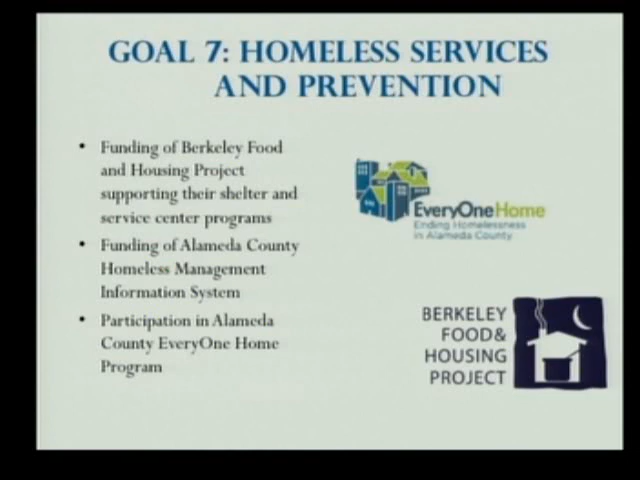 GOAL 7: HOMELESS SERVICES
AND PREVENTION
• Funding of Berkeley Food
and Housing Project
supporting their shelter and
service center programs
• Funding of Alameda County
Homeless Management
Information System
• Participation in Alameda
County EveryOne Home
Program
EveryOneHome
Ending Homelessness
in Alameda County
BERKELEY
FOOD&
HOUSING
PROJECT